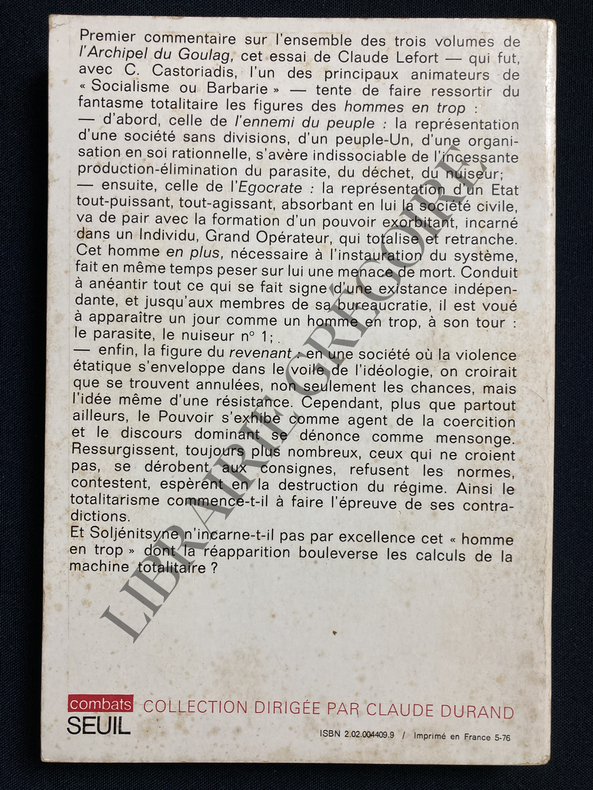 Premier commentaire sur l'ensemble des trois volumes de
l'Archipel du Goulag, cet essai de Claude Lefort — qui fut,
avec C. Castoriadis, l'un des principaux animateurs de
« Socialisme ou Barbarie » — tente de faire ressortir du
fantasme totalitaire les figures des hommes en trop :
— d'abord, celle de l'ennemi du peuple : la représentation
d'une société sans divisions, d'un peuple-Un, d'une organi-
sation en soi rationnelle, s'avère indissociable de l'incessante
production-élimination du parasite, du déchet, du nuiseur;
— ensuite, celle de l'Egocrate : la représentation d'un Etat
tout-puissant, tout-agissant, absorbant en lui la société civile,
va de pair avec la formation d'un pouvoir exorbitant, incarné
dans un Individu, Grand Opérateur, qui totalise et retranche.
Cet homme en plus, nécessaire à l'instauration du système,
fait en même temps peser sur lui une menace de mort. Conduit
à anéantir tout ce qui se fait signe d'une existance indépen-
dante, et jusqu'aux membres de sa bureaucratie, il est voué
à apparaître un jour comme un homme en trop, à son tour :
le parasite, le nuiseur n° 1;
— enfin, la figure du revenant : en une société où la violence
étatique s'enveloppe dans le voile de l'idéologie, on croirait
que se trouvent annulées, non seulement les chances, mais
l'idée même d'une résistance. Cependant, plus que partout
ailleurs, le Pouvoir s'exhibe comme agent de la coercition
et le discours dominant se dénonce comme mensonge.
Ressurgissent, toujours plus nombreux, ceux qui ne croient
pas, se dérobent aux consignes, refusent les normes,
contestent, espèrent en la destruction du régime. Ainsi le
totalitarisme commence-t-il à faire l'épreuve de ses contra-
dictions.
Et Soljénitsyne n'incarne-t-il pas par excellence cet « homme
en trop » dont la réapparition bouleverse les calculs de la
machine totalitaire ?
LIBRAIRIE GREGOIRE
combats COLLECTION DIRIGÉE PAR CLAUDE DURAND
SEUIL
ISBN 2.02.004409.9 / Imprimé en France 5-76